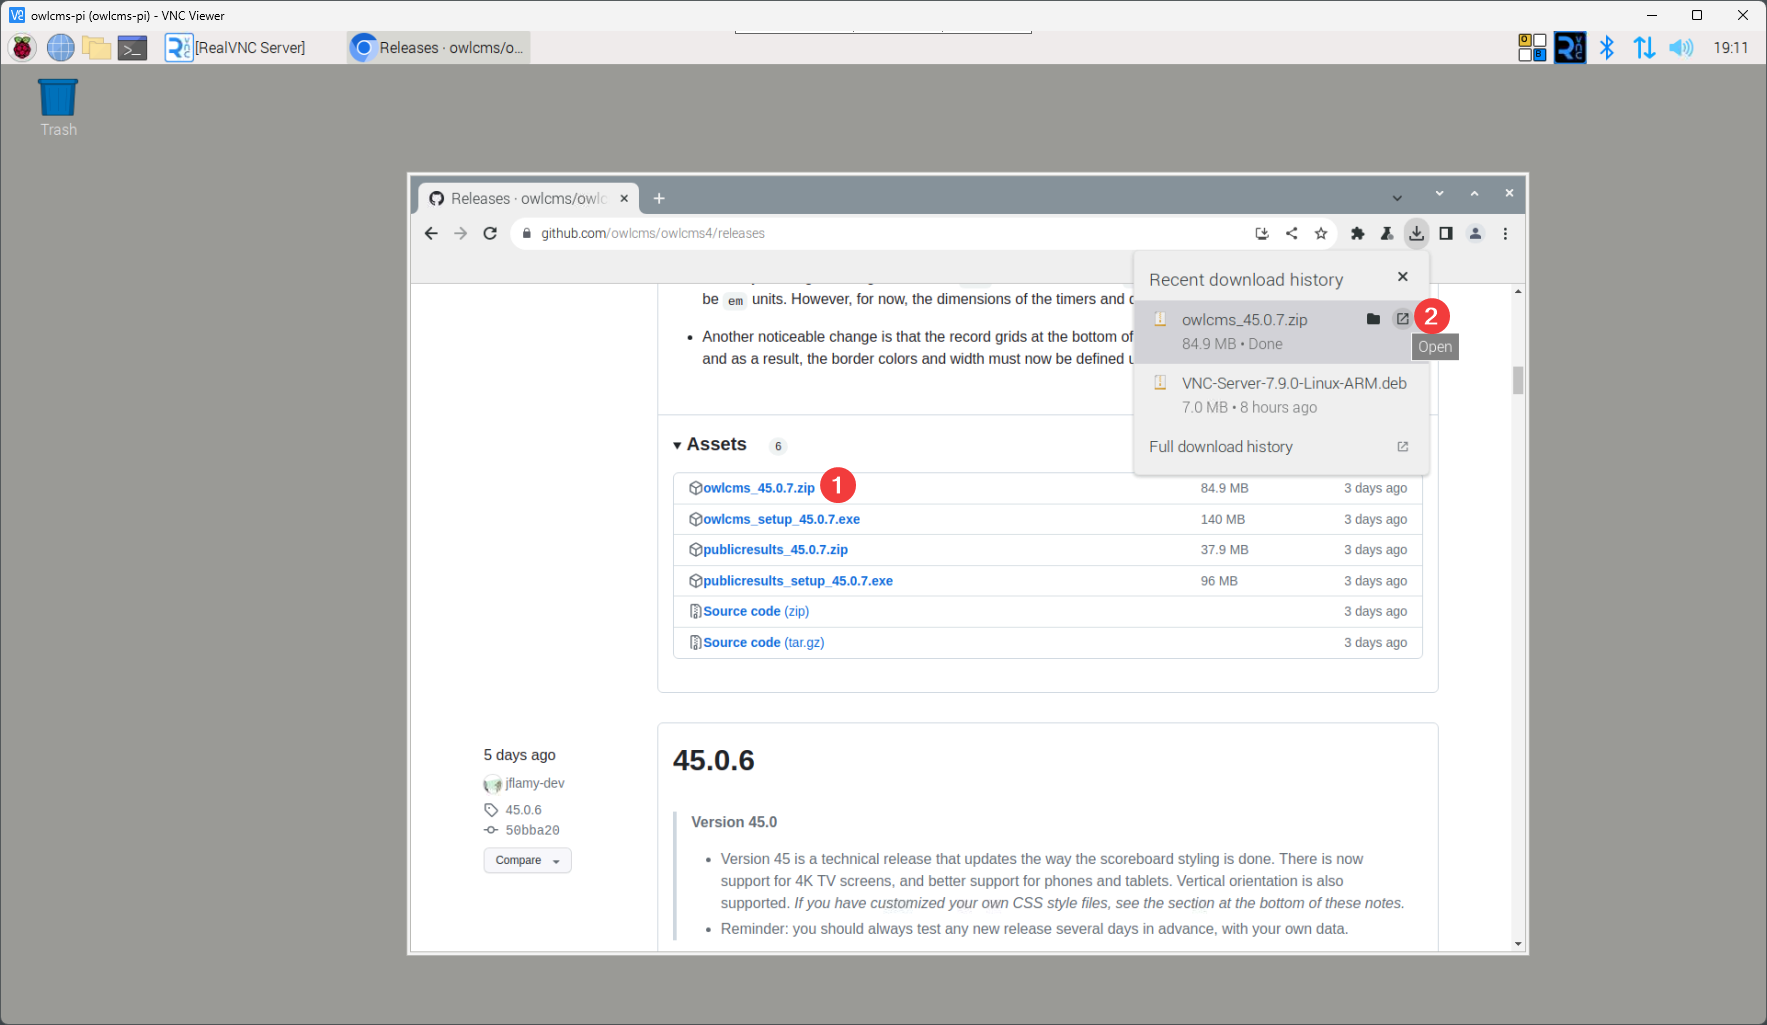 owlcms-pi (owlcms-pi) - VNC Viewer
[RealVNC Server]
Releases · owlcms/o...
19:11
Trash
Releases · owlcms/owlc
github.com/owlcms/owlcms4/releases
be em units. However, for now, the dimensions of the timers and
Another noticeable change is that the record grids at the bottom of
and as a result, the border colors and width must now be defined
Recent download history
owlcms_45.0.7.zip
2
84.9 MB • Done
Open
VNC-Server-7.9.0-Linux-ARM.deb
7.0 MB • 8 hours ago
Full download history
Assets 6
owlcms_45.0.7.zip 1 84.9 MB 3 days ago
owlcms_setup_45.0.7.exe 140 MB 3 days ago
publicresults_45.0.7.zip 37.9 MB 3 days ago
publicresults_setup_45.0.7.exe 96 MB 3 days ago
Source code (zip) 3 days ago
Source code (tar.gz) 3 days ago
5 days ago
jflamy-dev
45.0.6
50bba20
Compare
45.0.6
Version 45.0
Version 45 is a technical release that updates the way the scoreboard styling is done. There is now
support for 4K TV screens, and better support for phones and tablets. Vertical orientation is also
supported. If you have customized your own CSS style files, see the section at the bottom of these notes.
Reminder: you should always test any new release several days in advance, with your own data.